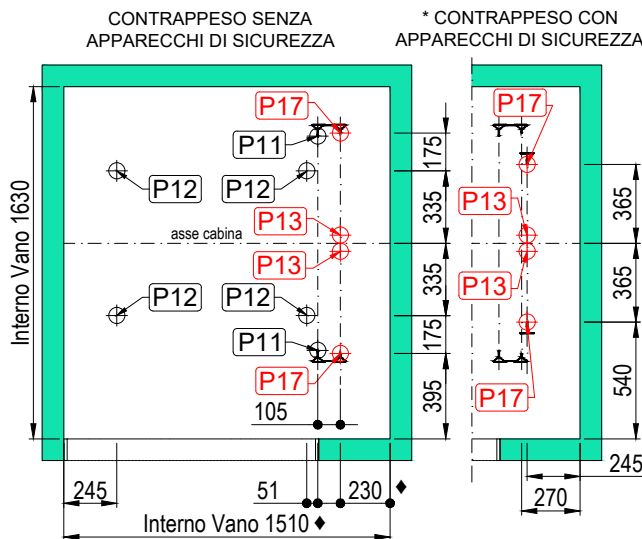 CONTRAPPESO SENZA
APPARECCHI DI SICUREZZA
* CONTRAPPESO CON
APPARECCHI DI SICUREZZA
P17
P11
P12
P12
P13
asse cabina
P13
P12
P12
P11
P17
105
Interno Vano 1630
175
335
335
175
395
245
51
230 ♦
Interno Vano 1510 ♦
P17
P13
P13
P17
365
365
540
245
270